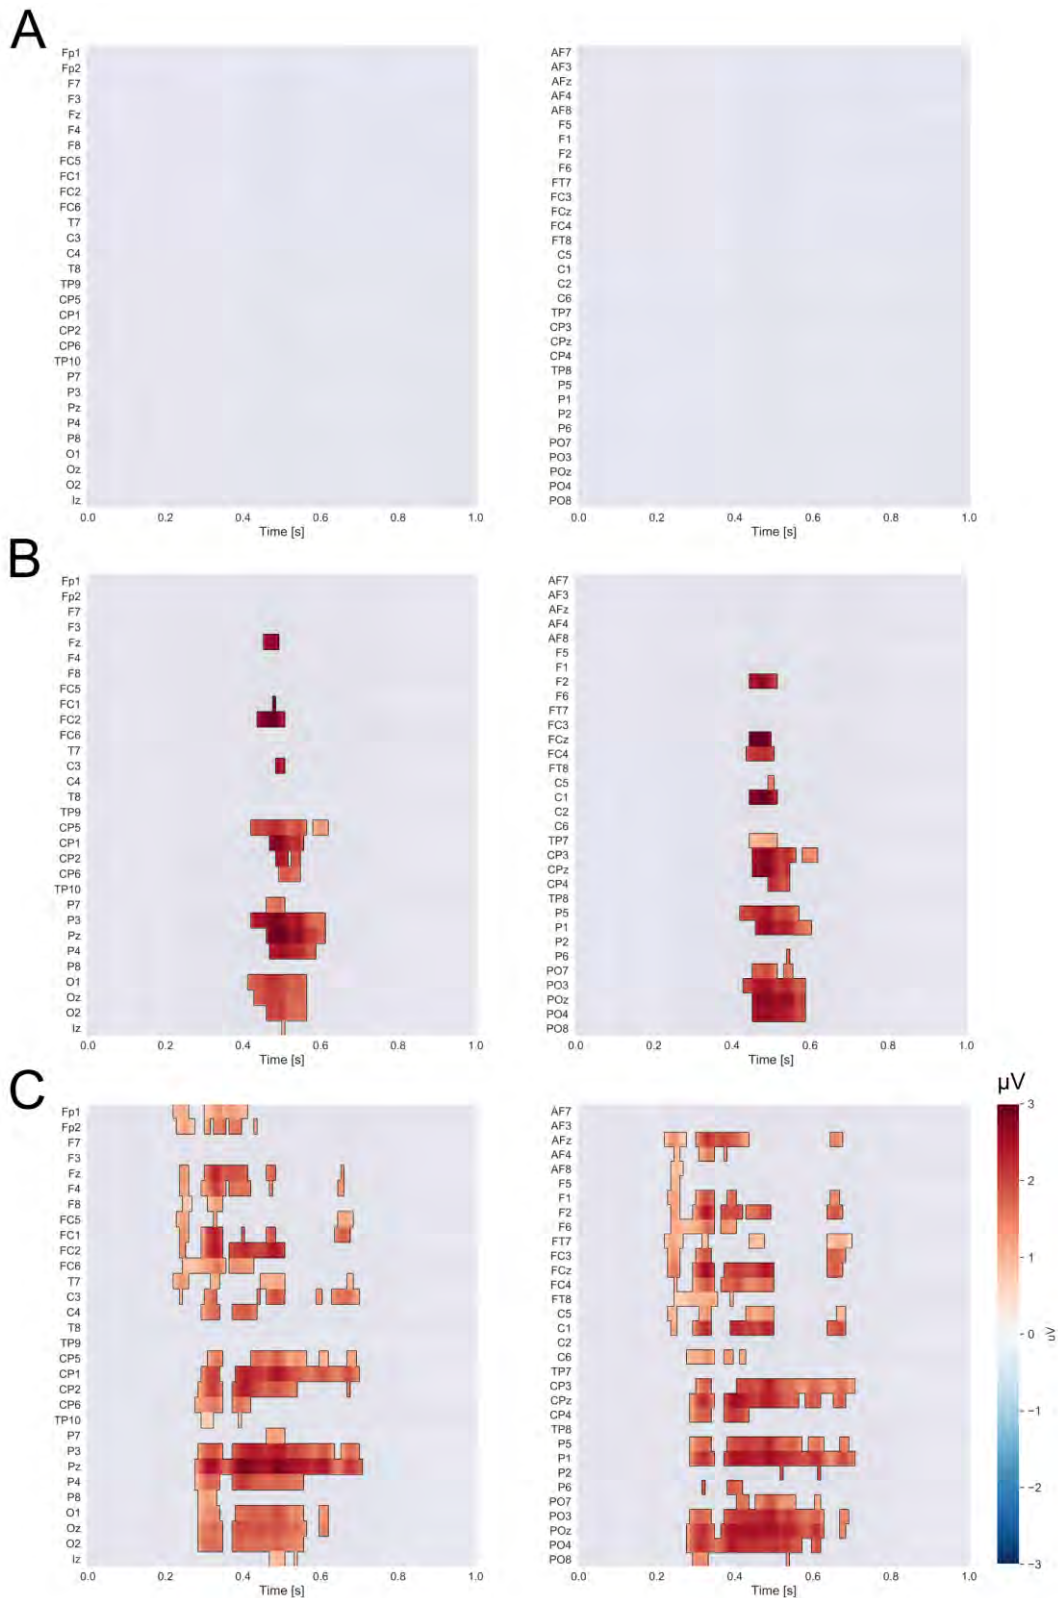 A
Fp1
Fp2
F7
F3
Fz
F4
F8
FC5
FC1
FC2
FC6
T7
C3
C4
T8
TP9
CP5
CP1
CP2
CP6
TP10
P7
P3
Pz
P4
P8
O1
Oz
O2
Iz
0.0 0.2 0.4 0.6 0.8 1.0
Time [s]
AF7
AF3
AFz
AF4
AF8
F5
F1
F2
F6
FT7
FC3
FCz
FC4
FT8
C5
C1
C2
C6
TP7
CP3
CPz
CP4
TP8
P5
P1
P2
P6
PO7
PO3
POz
PO4
PO8
0.0 0.2 0.4 0.6 0.8 1.0
Time [s]
B
Fp1
Fp2
F7
F3
Fz
F4
F8
FC5
FC1
FC2
FC6
T7
C3
C4
T8
TP9
CP5
CP1
CP2
CP6
TP10
P7
P3
Pz
P4
P8
O1
Oz
O2
Iz
0.0 0.2 0.4 0.6 0.8 1.0
Time [s]
AF7
AF3
AFz
AF4
AF8
F5
F1
F2
F6
FT7
FC3
FCz
FC4
FT8
C5
C1
C2
C6
TP7
CP3
CPz
CP4
TP8
P5
P1
P2
P6
PO7
PO3
POz
PO4
PO8
0.0 0.2 0.4 0.6 0.8 1.0
Time [s]
C
Fp1
Fp2
F7
F3
Fz
F4
F8
FC5
FC1
FC2
FC6
T7
C3
C4
T8
TP9
CP5
CP1
CP2
CP6
TP10
P7
P3
Pz
P4
P8
O1
Oz
O2
Iz
0.0 0.2 0.4 0.6 0.8 1.0
Time [s]
AF7
AF3
AFz
AF4
AF8
F5
F1
F2
F6
FT7
FC3
FCz
FC4
FT8
C5
C1
C2
C6
TP7
CP3
CPz
CP4
TP8
P5
P1
P2
P6
PO7
PO3
POz
PO4
PO8
0.0 0.2 0.4 0.6 0.8 1.0
Time [s]
μV
3
2
1
0
−1
−2
−3
uV